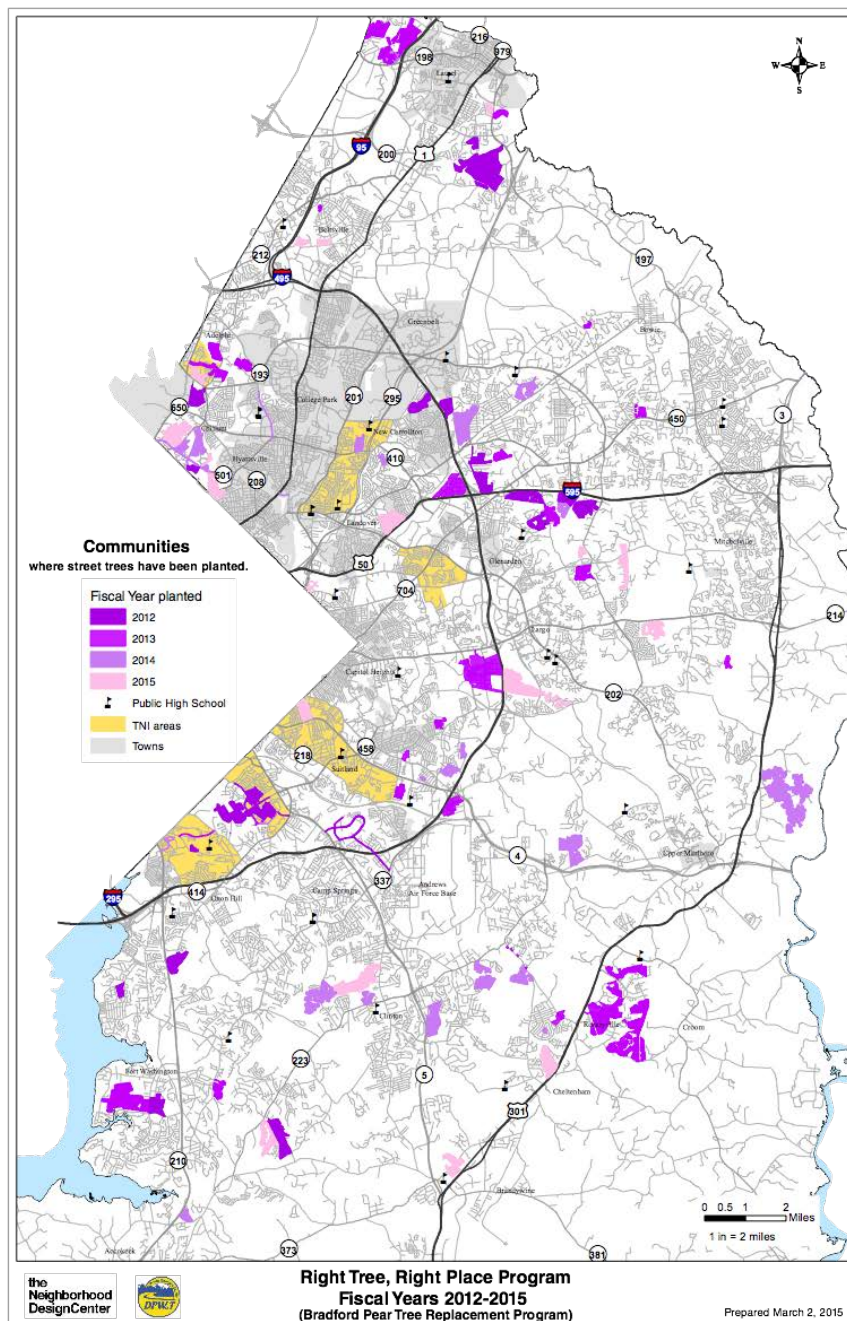 N
W E
S
216
198
979
Laurel
95
200
1
Beltsville
212
197
495
Greenbelt
Adelphi
Bowie
193
College Park
201
295
650
450
3
New Carrollton
Hyattsville
410
501
208
595
Landover
Mitchellville
Communities
where street trees have been planted.
50
Glenarden
704
Fiscal Year planted
2012
2013
2014
2015
Public High School
TNI areas
Towns
214
Largo
Capitol Heights
202
218
458
Suitland
4
Upper Marlboro
337
Andrews
Air Force Base
Camp Springs
414
Oxon Hill
295
Clinton
Croom
223
5
Fort Washington
Cheltenham
301
210
Brandywine
0 0.5 1 2
Miles
1 in = 2 miles
Accokeek
373
381
the
Neighborhood
DesignCenter
DPW&T
Right Tree, Right Place Program
Fiscal Years 2012-2015
(Bradford Pear Tree Replacement Program)
Prepared March 2, 2015